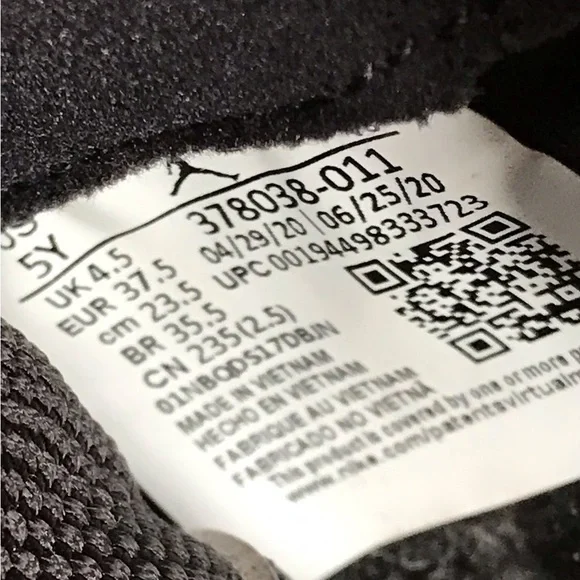 US
5Y
378038-011
04/29/20 | 06/25/20
UPC 00194498333723
UK 4.5
EUR 37.5
cm 23.5
BR 35.5
CN 235(2.5)
01NBQDS17DBJN
MADE IN VIETNAM
HECHO EN VIETNAM
FABRIQUE AU VIETNAM
FABRICADO NO VIETNÃ
This product is covered by one or more p
www.nike.com/patentsvirtualm